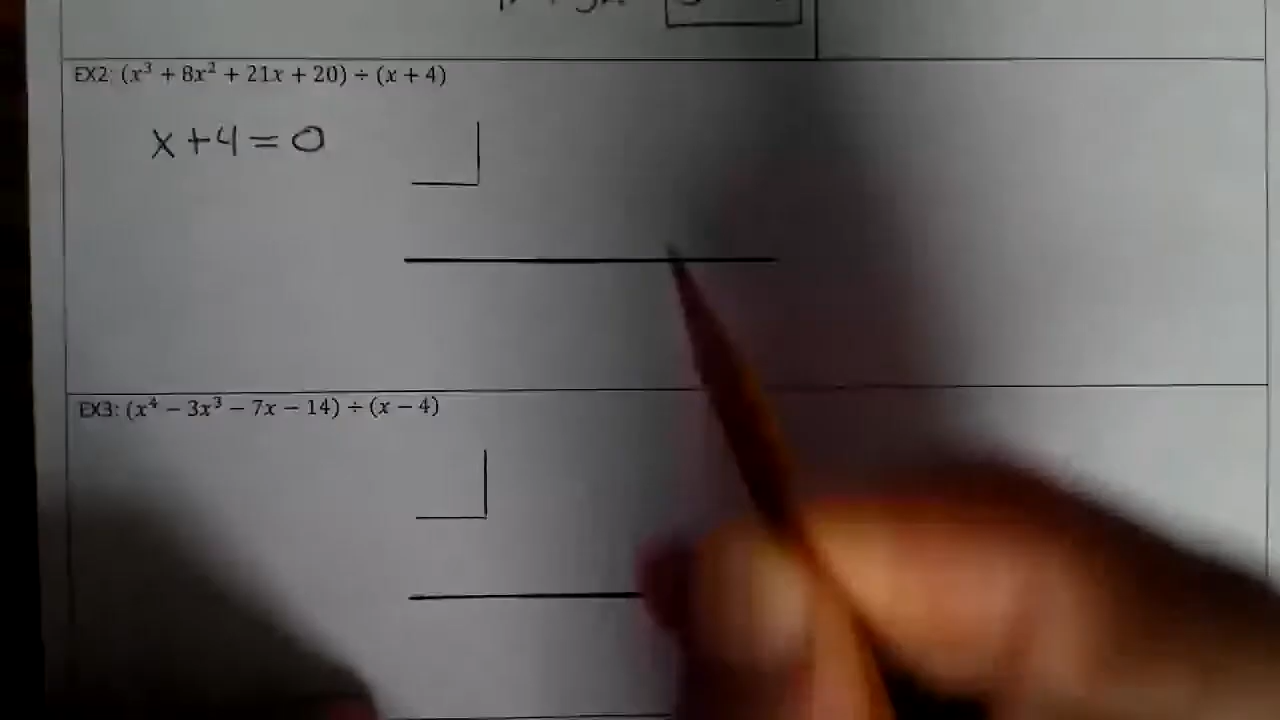 EX2: (x³ + 8x² + 21x + 20) ÷ (x + 4)
x + 4 = 0
EX3: (x⁴ − 3x³ − 7x − 14) ÷ (x − 4)